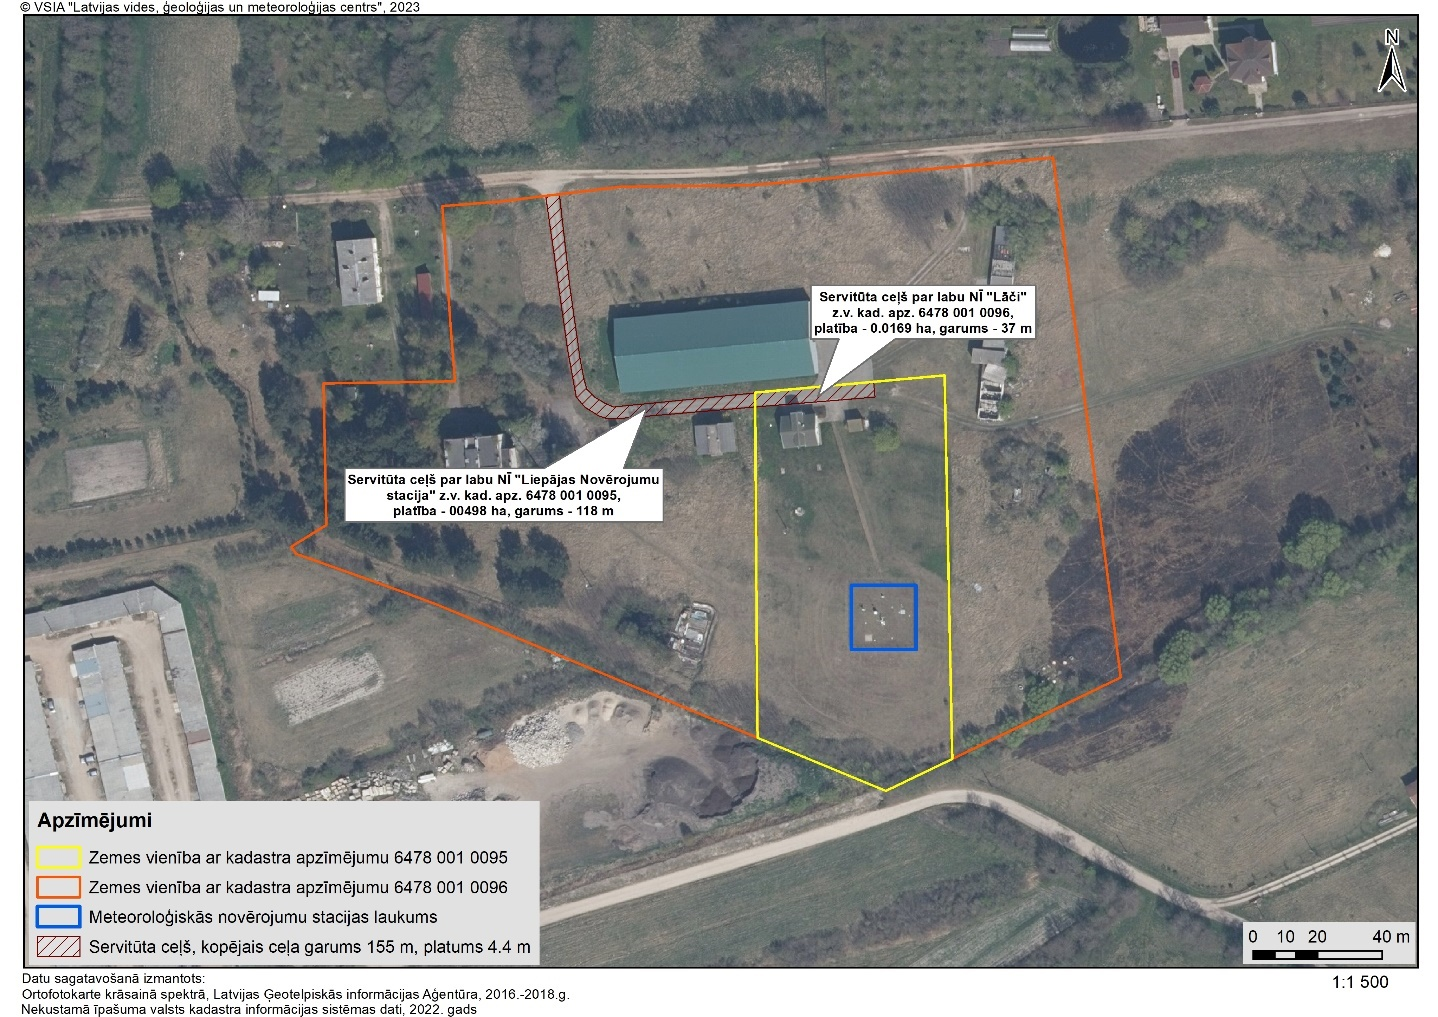 © VSIA "Latvijas vides, ģeoloģijas un meteoroloģijas centrs", 2023
N
Servitūta ceļš par labu NĪ "Lāči"
z.v. kad. apz. 6478 001 0096,
platība - 0.0169 ha, garums - 37 m
Servitūta ceļš par labu NĪ "Liepājas Novērojumu
stacija" z.v. kad. apz. 6478 001 0095,
platība - 00498 ha, garums - 118 m
Apzīmējumi
Zemes vienība ar kadastra apzīmējumu 6478 001 0095
Zemes vienība ar kadastra apzīmējumu 6478 001 0096
Meteoroloģiskās novērojumu stacijas laukums
Servitūta ceļš, kopējais ceļa garums 155 m, platums 4.4 m
0 10 20 40 m
1:1 500
Datu sagatavošanā izmantots:
Ortofotokarte krāsainā spektrā, Latvijas Ģeotelpiskās informācijas Aģentūra, 2016.-2018.g.
Nekustamā īpašuma valsts kadastra informācijas sistēmas dati, 2022. gads